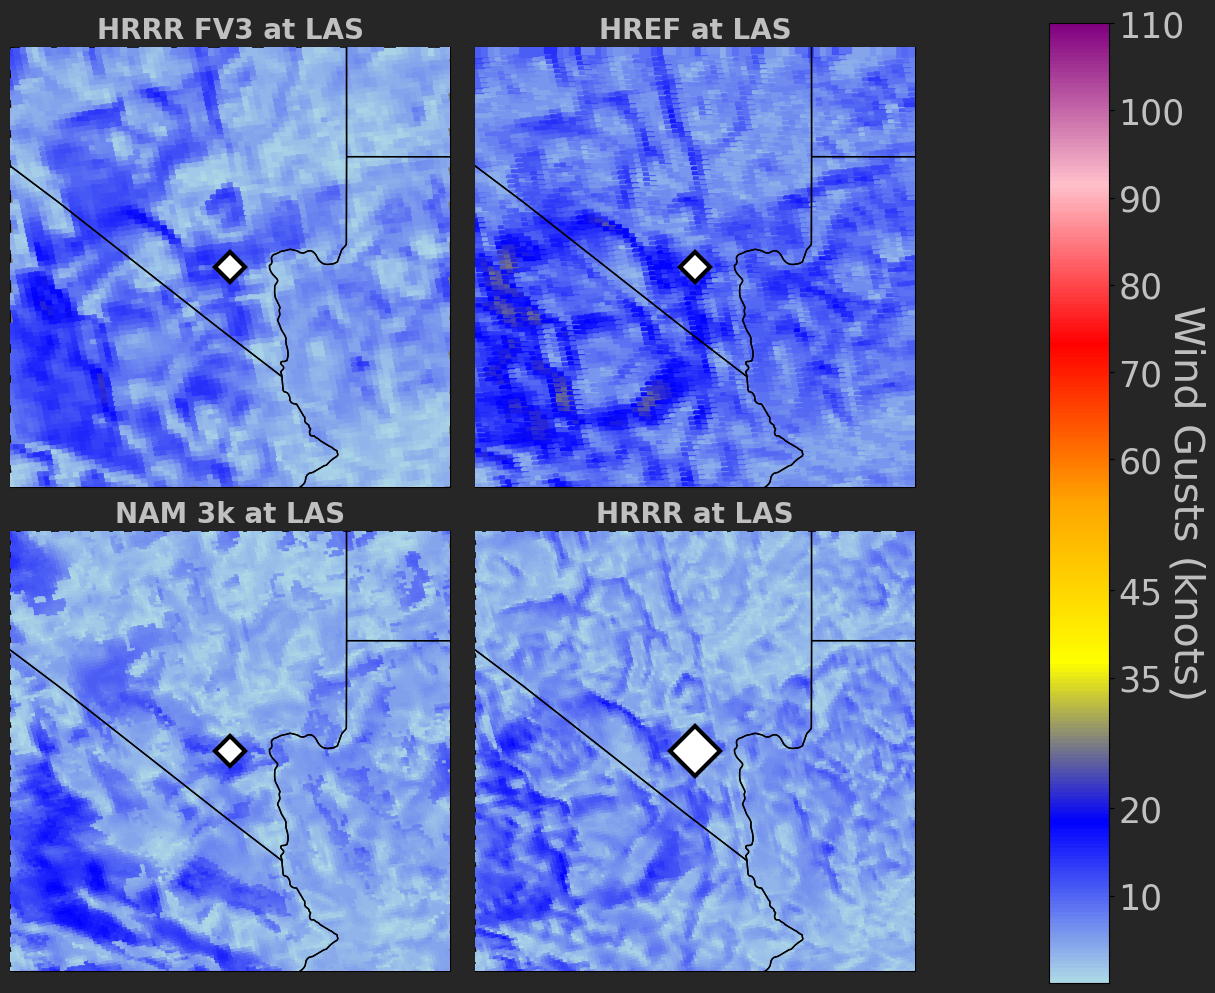 HRRR FV3 at LAS
HREF at LAS
NAM 3k at LAS
HRRR at LAS
110
100
90
80
70
60
45
35
20
10
Wind Gusts (knots)